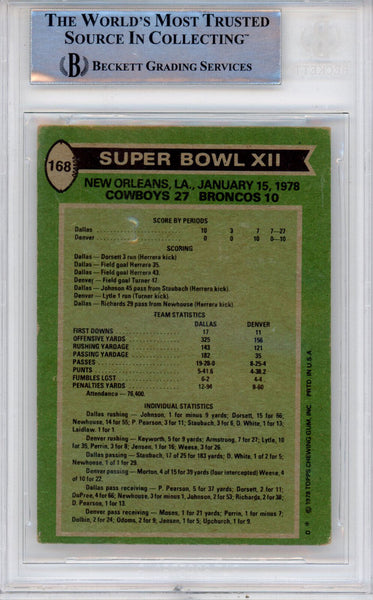 THE WORLD'S MOST TRUSTED
SOURCE IN COLLECTING™
BECKETT GRADING SERVICES
168
SUPER BOWL XII
NEW ORLEANS, LA., JANUARY 15, 1978
COWBOYS 27 BRONCOS 10
SCORE BY PERIODS
Dallas 10 3 7 7—27
Denver 0 0 10 0—10
SCORING
Dallas — Dorsett 3 run (Herrera kick)
Dallas — Field goal Herrera 35.
Dallas — Field goal Herrera 43.
Denver — Field goal Turner 47.
Dallas — Johnson 45 pass from Staubach (Herrera kick)
Denver — Lytle 1 run (Turner kick)
Dallas — Richards 29 pass from Newhouse (Herrera kick)
TEAM STATISTICS
DALLAS DENVER
FIRST DOWNS 17 11
OFFENSIVE YARDS 325 156
RUSHING YARDAGE 143 121
PASSING YARDAGE 182 35
PASSES 19-28-0 8-25-4
PUNTS 5-41.6 4-38.2
FUMBLES LOST 6-2 4-4
PENALTIES YARDS 12-94 8-60
Attendance — 76,400.
INDIVIDUAL STATISTICS
Dallas rushing — Johnson, 1 for minus 9 yards; Dorsett, 15 for 66;
Newhouse, 14 for 55; P. Pearson, 3 for 11; Staubach, 3 for 6; D. White, 1 for 13;
Laidlaw, 1 for 1.
Denver rushing — Keyworth, 5 for 9 yards; Armstrong, 7 for 27; Lytle, 10 for
35; Perrin, 3 for 8; Jensen, 1 for 16; Weese, 3 for 26.
Dallas passing — Staubach, 17 of 25 for 183 yards; D. White, 1 of 2 for 5;
Newhouse, 1 of 1 for 29.
Denver passing — Morton, 4 of 15 for 39 yards (four intercepted) Weese, 4
of 10 for 22.
Dallas pass receiving — P. Pearson, 5 for 37 yards; Dorsett, 2 for 11;
DuPree, 4 for 66; Newhouse, 3 for minus 1; Johnson, 2 for 53; Richards, 2 for 38;
D. Pearson, 1 for 13.
Denver pass receiving — Moses, 1 for 21 yards; Perrin, 1 for minus 7;
Dolbin, 2 for 24; Odoms, 2 for 9; Jensen, 1 for 5; Upchurch, 1 for 9.
D * © 1978 TOPPS CHEWING GUM, INC. PRTD. IN U.S.A.